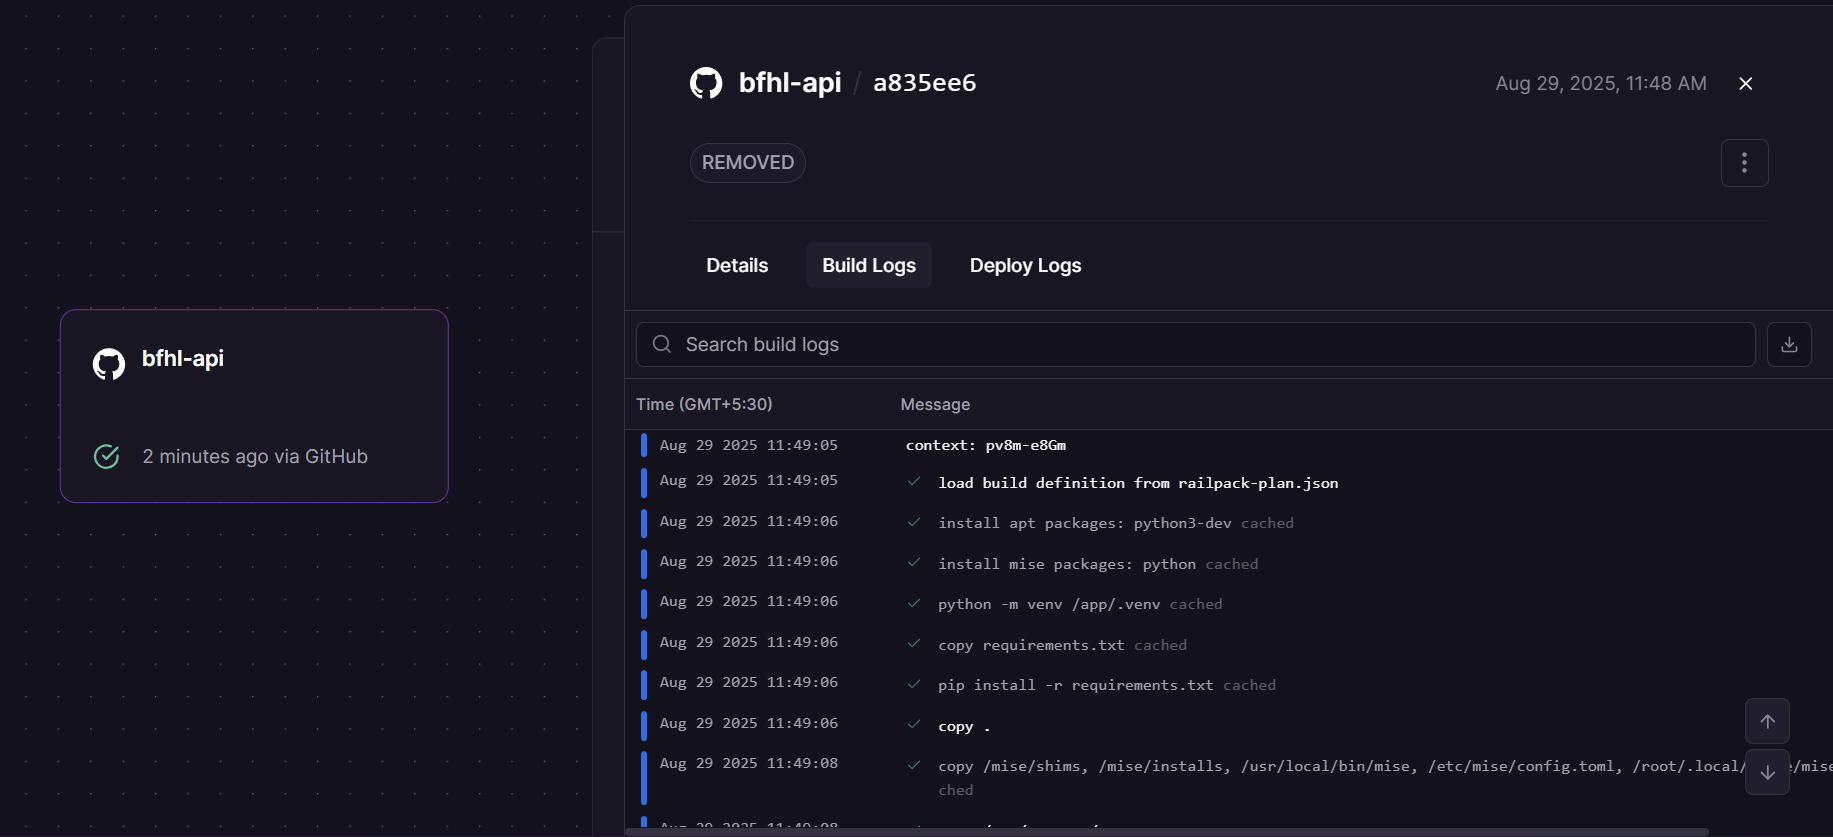 bfhl-api
2 minutes ago via GitHub
bfhl-api / a835ee6
Aug 29, 2025, 11:48 AM
REMOVED
Details
Build Logs
Deploy Logs
Search build logs
Time (GMT+5:30) Message
Aug 29 2025 11:49:05 context: pv8m-e8Gm
Aug 29 2025 11:49:05 load build definition from railpack-plan.json
Aug 29 2025 11:49:06 install apt packages: python3-dev cached
Aug 29 2025 11:49:06 install mise packages: python cached
Aug 29 2025 11:49:06 python -m venv /app/.venv cached
Aug 29 2025 11:49:06 copy requirements.txt cached
Aug 29 2025 11:49:06 pip install -r requirements.txt cached
Aug 29 2025 11:49:06 copy .
Aug 29 2025 11:49:08 copy /mise/shims, /mise/installs, /usr/local/bin/mise, /etc/mise/config.toml, /root/.local/ /mise
ched
Aug 29 2025 11:49:08